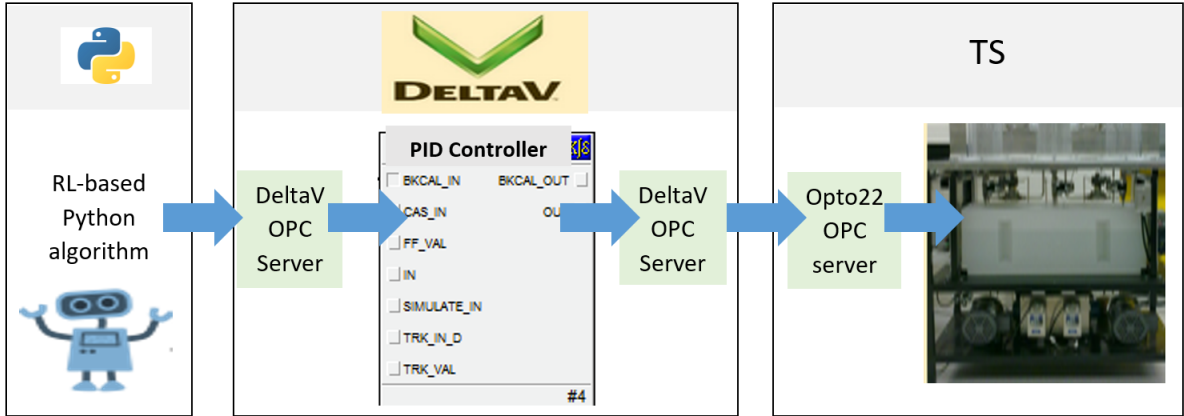 DELTAV
TS
PID Controller
BKCAL_IN
BKCAL_OUT
CAS_IN
OU
FF_VAL
IN
SIMULATE_IN
TRK_IN_D
TRK_VAL
#4
RL-based
Python
algorithm
DeltaV
OPC
Server
DeltaV
OPC
Server
Opto22
OPC
server